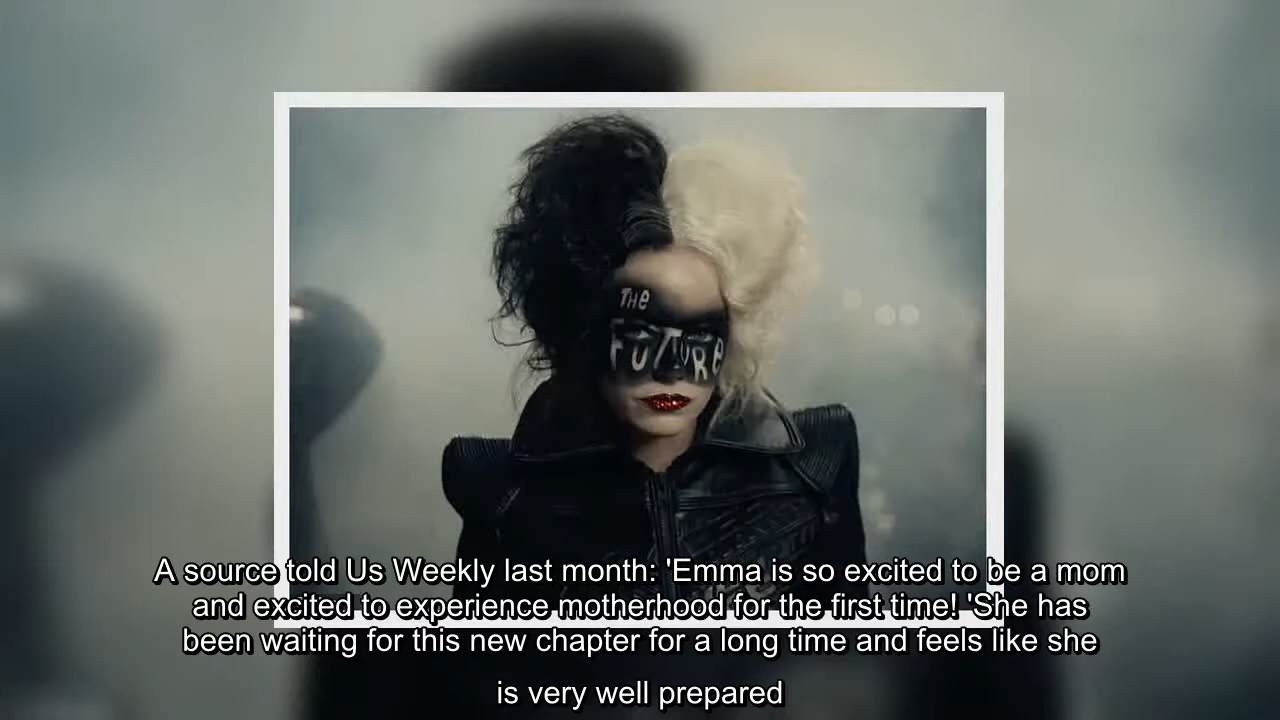 THe
FUTURE
A source told Us Weekly last month: 'Emma is so excited to be a mom
and excited to experience motherhood for the first time! 'She has
been waiting for this new chapter for a long time and feels like she
is very well prepared